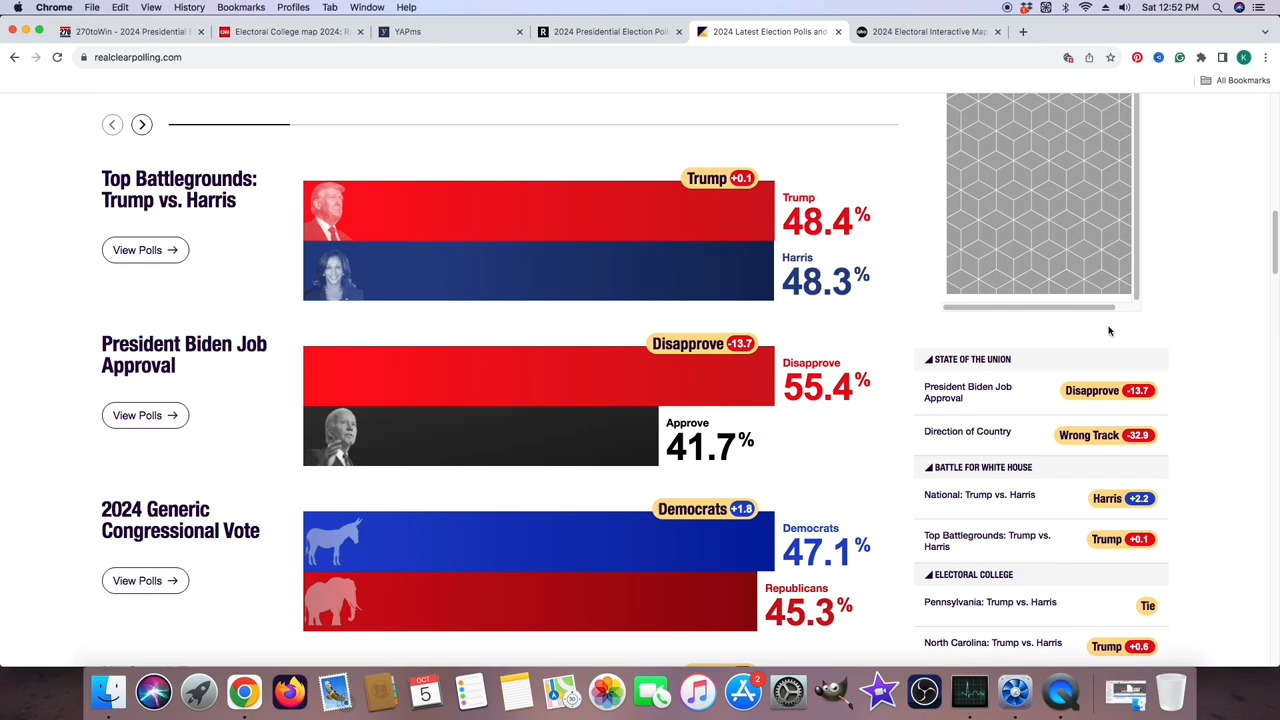 Chrome File Edit View History Bookmarks Profiles Tab Window Help Sat 12:52 PM
270toWin - 2024 Presidential E Electoral College map 2024: R YAPms 2024 Presidential Election Poll 2024 Latest Election Polls and 2024 Electoral Interactive Map
realclearpolling.com
All Bookmarks
Top Battlegrounds:
Trump vs. Harris
View Polls →
Trump +0.1
Trump
48.4%
Harris
48.3%
President Biden Job
Approval
View Polls →
Disapprove -13.7
Disapprove
55.4%
Approve
41.7%
2024 Generic
Congressional Vote
View Polls →
Democrats +1.8
Democrats
47.1%
Republicans
45.3%
STATE OF THE UNION
President Biden Job
Approval
Disapprove -13.7
Direction of Country Wrong Track -32.9
BATTLE FOR WHITE HOUSE
National: Trump vs. Harris Harris +2.2
Top Battlegrounds: Trump vs.
Harris
Trump +0.1
ELECTORAL COLLEGE
Pennsylvania: Trump vs. Harris Tie
North Carolina: Trump vs. Harris Trump +0.6
OCT
5
2